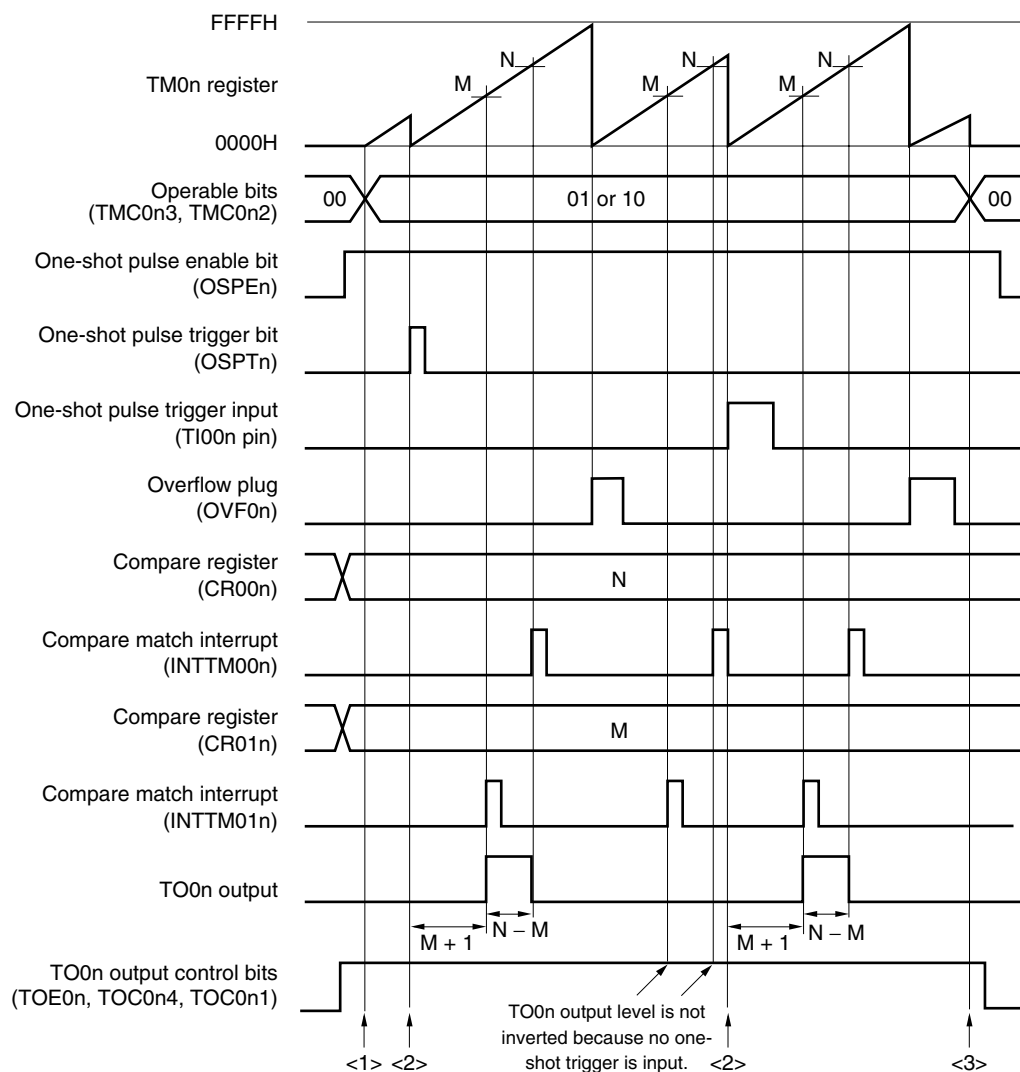 FFFFH
TM0n register
0000H
M
N
M
N
M
N
Operable bits
(TMC0n3, TMC0n2)
00
01 or 10
00
One-shot pulse enable bit
(OSPEn)
One-shot pulse trigger bit
(OSPTn)
One-shot pulse trigger input
(TI00n pin)
Overflow plug
(OVF0n)
Compare register
(CR00n)
N
Compare match interrupt
(INTTM00n)
Compare register
(CR01n)
M
Compare match interrupt
(INTTM01n)
TO0n output
M + 1
N – M
M + 1
N – M
TO0n output control bits
(TOE0n, TOC0n4, TOC0n1)
TO0n output level is not
inverted because no one-
shot trigger is input.
<1> <2> <2> <3>